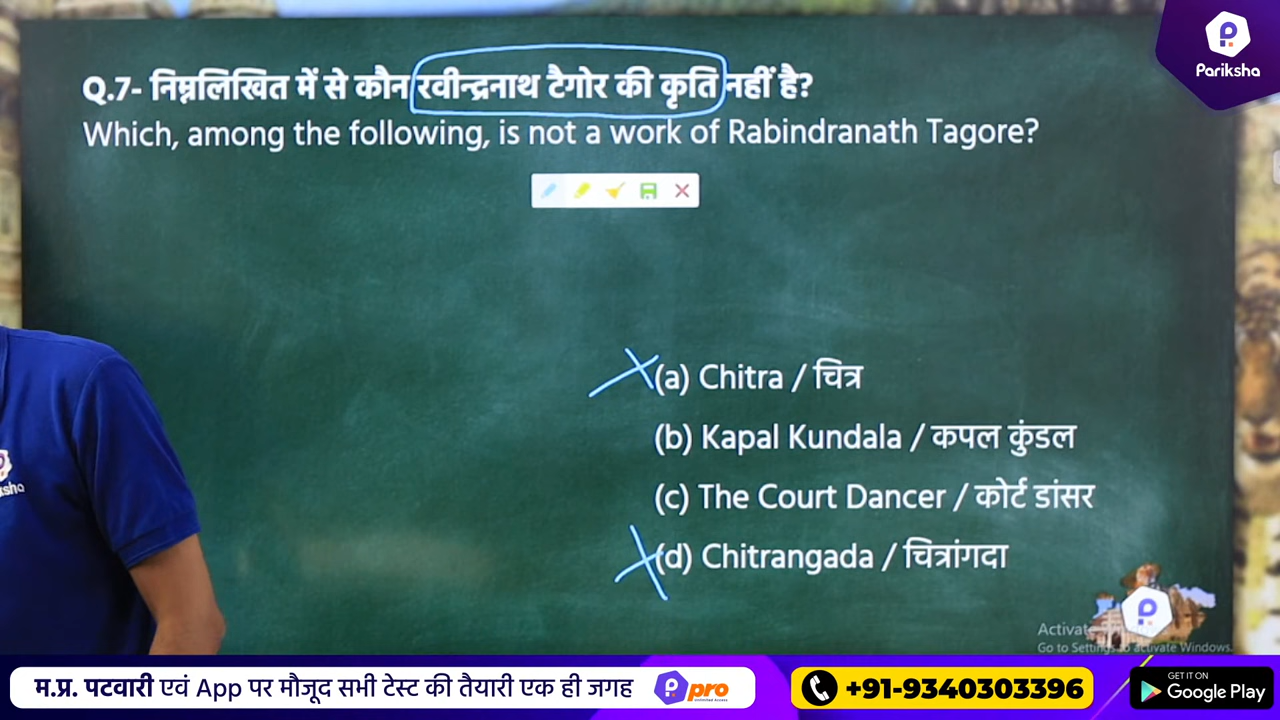 Pariksha
Q.7- निम्नलिखित में से कौन रवीन्द्रनाथ टैगोर की कृति नहीं है?
Which, among the following, is not a work of Rabindranath Tagore?
(a) Chitra / चित्र
(b) Kapal Kundala / कपल कुंडल
(c) The Court Dancer / कोर्ट डांसर
(d) Chitrangada / चित्रांगदा
ksha
Go to Settings to activate Windows.
म.प्र. पटवारी एवं App पर मौजूद सभी टेस्ट की तैयारी एक ही जगह
pro
+91-9340303396
GET IT ON
Google Play